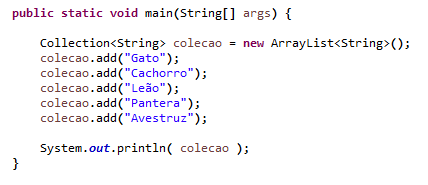 public static void main(String[] args) {
Collection<String> colecao = new ArrayList<String>();
colecao.add("Gato");
colecao.add("Cachorro");
colecao.add("Leão");
colecao.add("Pantera");
colecao.add("Avestruz");
System.out.println( colecao );
}